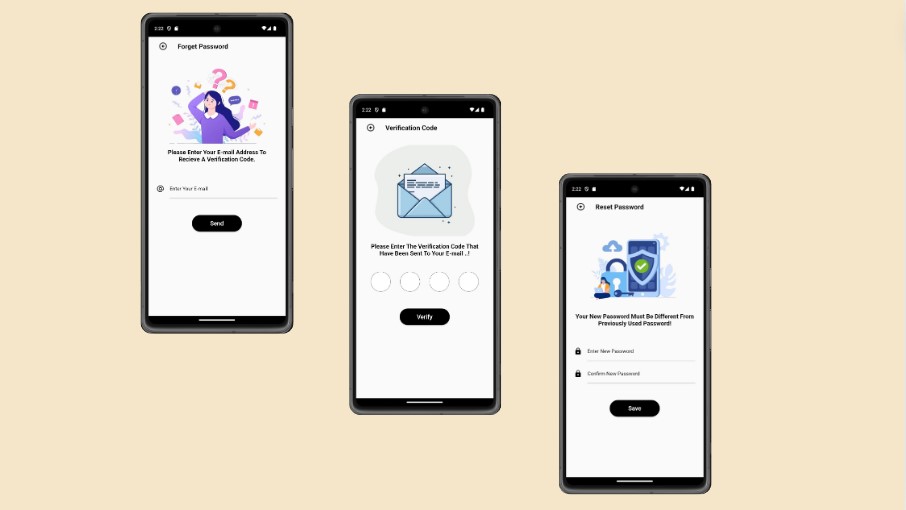 2:22
Forget Password
Please Enter Your E-mail Address To
Recieve A Verification Code.
Enter Your E-mail
Send
2:22
Verification Code
Please Enter The Verification Code That
Have Been Sent To Your E-mail ..!
Verify
2:22
Reset Password
Your New Password Must Be Different From
Previously Used Password!
Enter New Password
Confirm New Password
Save